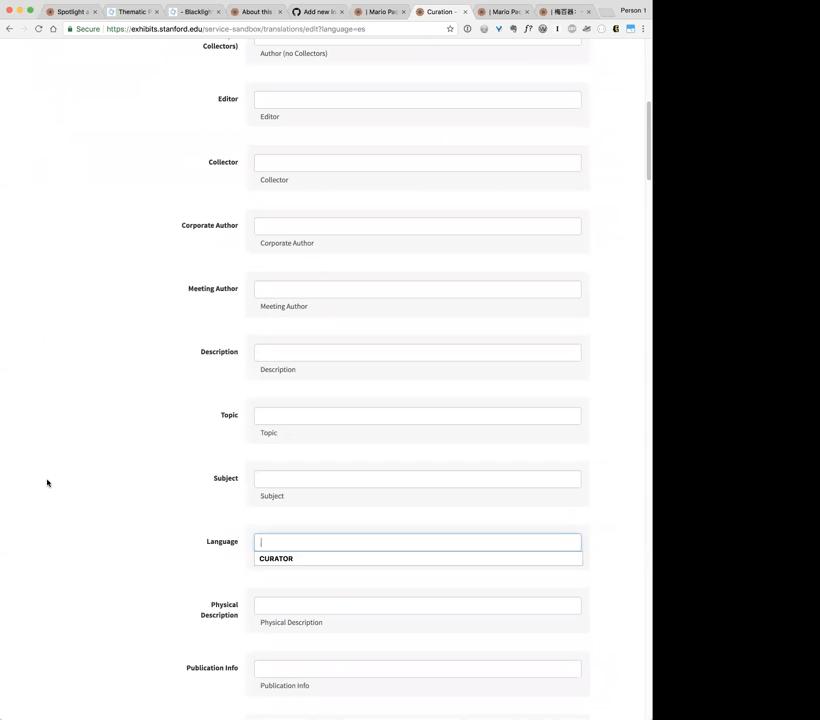 Spotlight a
Thematic P
- Blackligh
About this
Add new in
| Mario Pac
Curation -
| Mario Pac
| 梅百器:
Person 1
Secure
https://exhibits.stanford.edu/service-sandbox/translations/edit?language=es
Collectors)
Author (no Collectors)
Editor
Editor
Collector
Collector
Corporate Author
Corporate Author
Meeting Author
Meeting Author
Description
Description
Topic
Topic
Subject
Subject
Language
CURATOR
Physical
Description
Physical Description
Publication Info
Publication Info